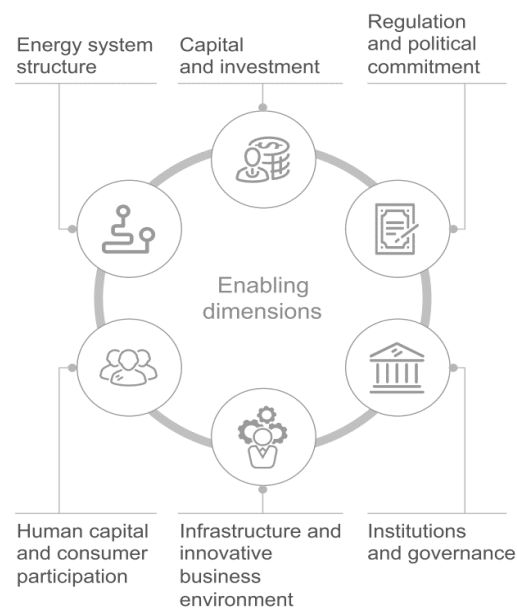 Energy system
structure
Capital
and investment
Regulation
and political
commitment
Enabling
dimensions
Human capital
and consumer
participation
Infrastructure and
innovative
business
environment
Institutions
and governance